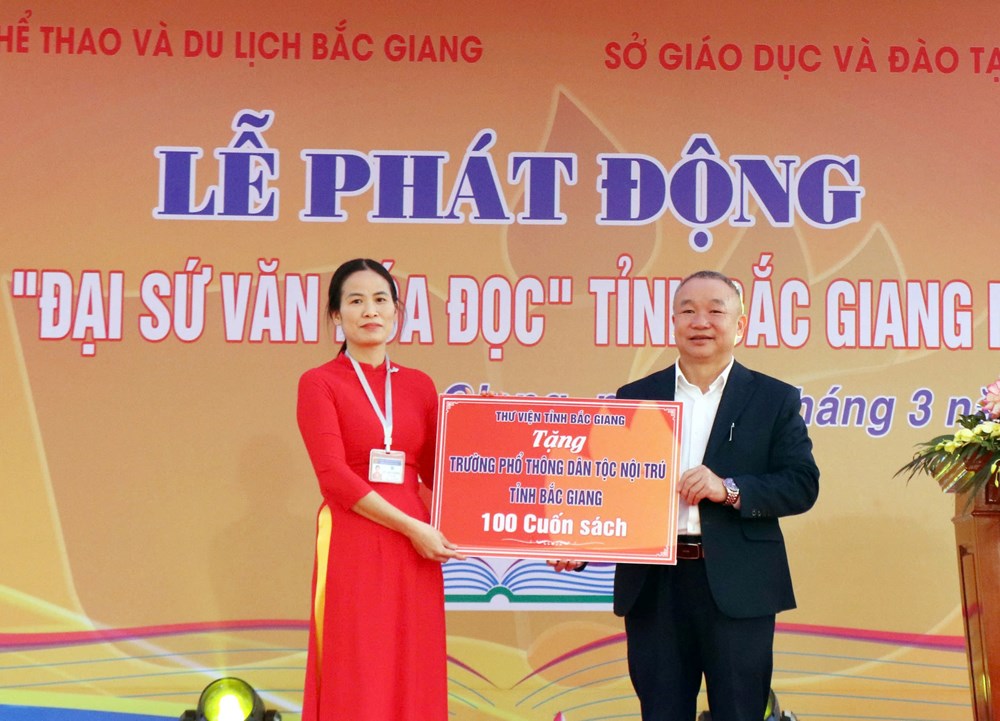 HỂ THAO VÀ DU LỊCH BẮC GIANG
SỞ GIÁO DỤC VÀ ĐÀO TẠ
LỄ PHÁT ĐỘNG
"ĐẠI SỨ VĂN ÓA ĐỌC" TỈNH BẮC GIANG
háng 3
THƯ VIỆN TỈNH BẮC GIANG
Tặng
TRƯỜNG PHỔ THÔNG DÂN TỘC NỘI TRÚ
TỈNH BẮC GIANG
100 Cuốn sách